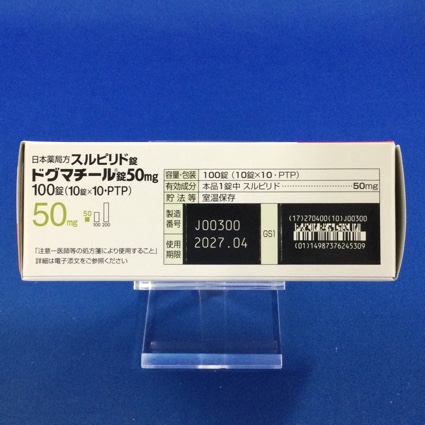 日本薬局方 スルピリド錠
ドグマチール®錠50mg
100錠(10錠×10・PTP)
50mg
50錠 100 200
「注意-医師等の処方箋により使用すること」
詳細は電子添文をご参照ください
容量・包装 100錠(10錠×10・PTP)
有効成分 本品1錠中 スルピリド…………………50mg
貯法等 室温保存
製造番号 J00300
使用期限 2027.04
GS1
(17)270400(10)J00300
(01)14987376245309